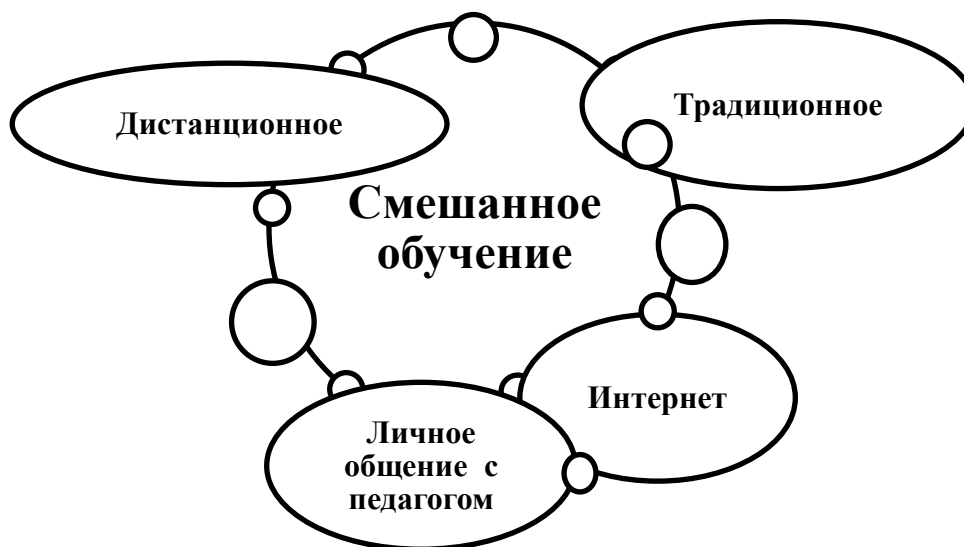 Дистанционное
Традиционное
Смешанное
обучение
Интернет
Личное
общение с
педагогом